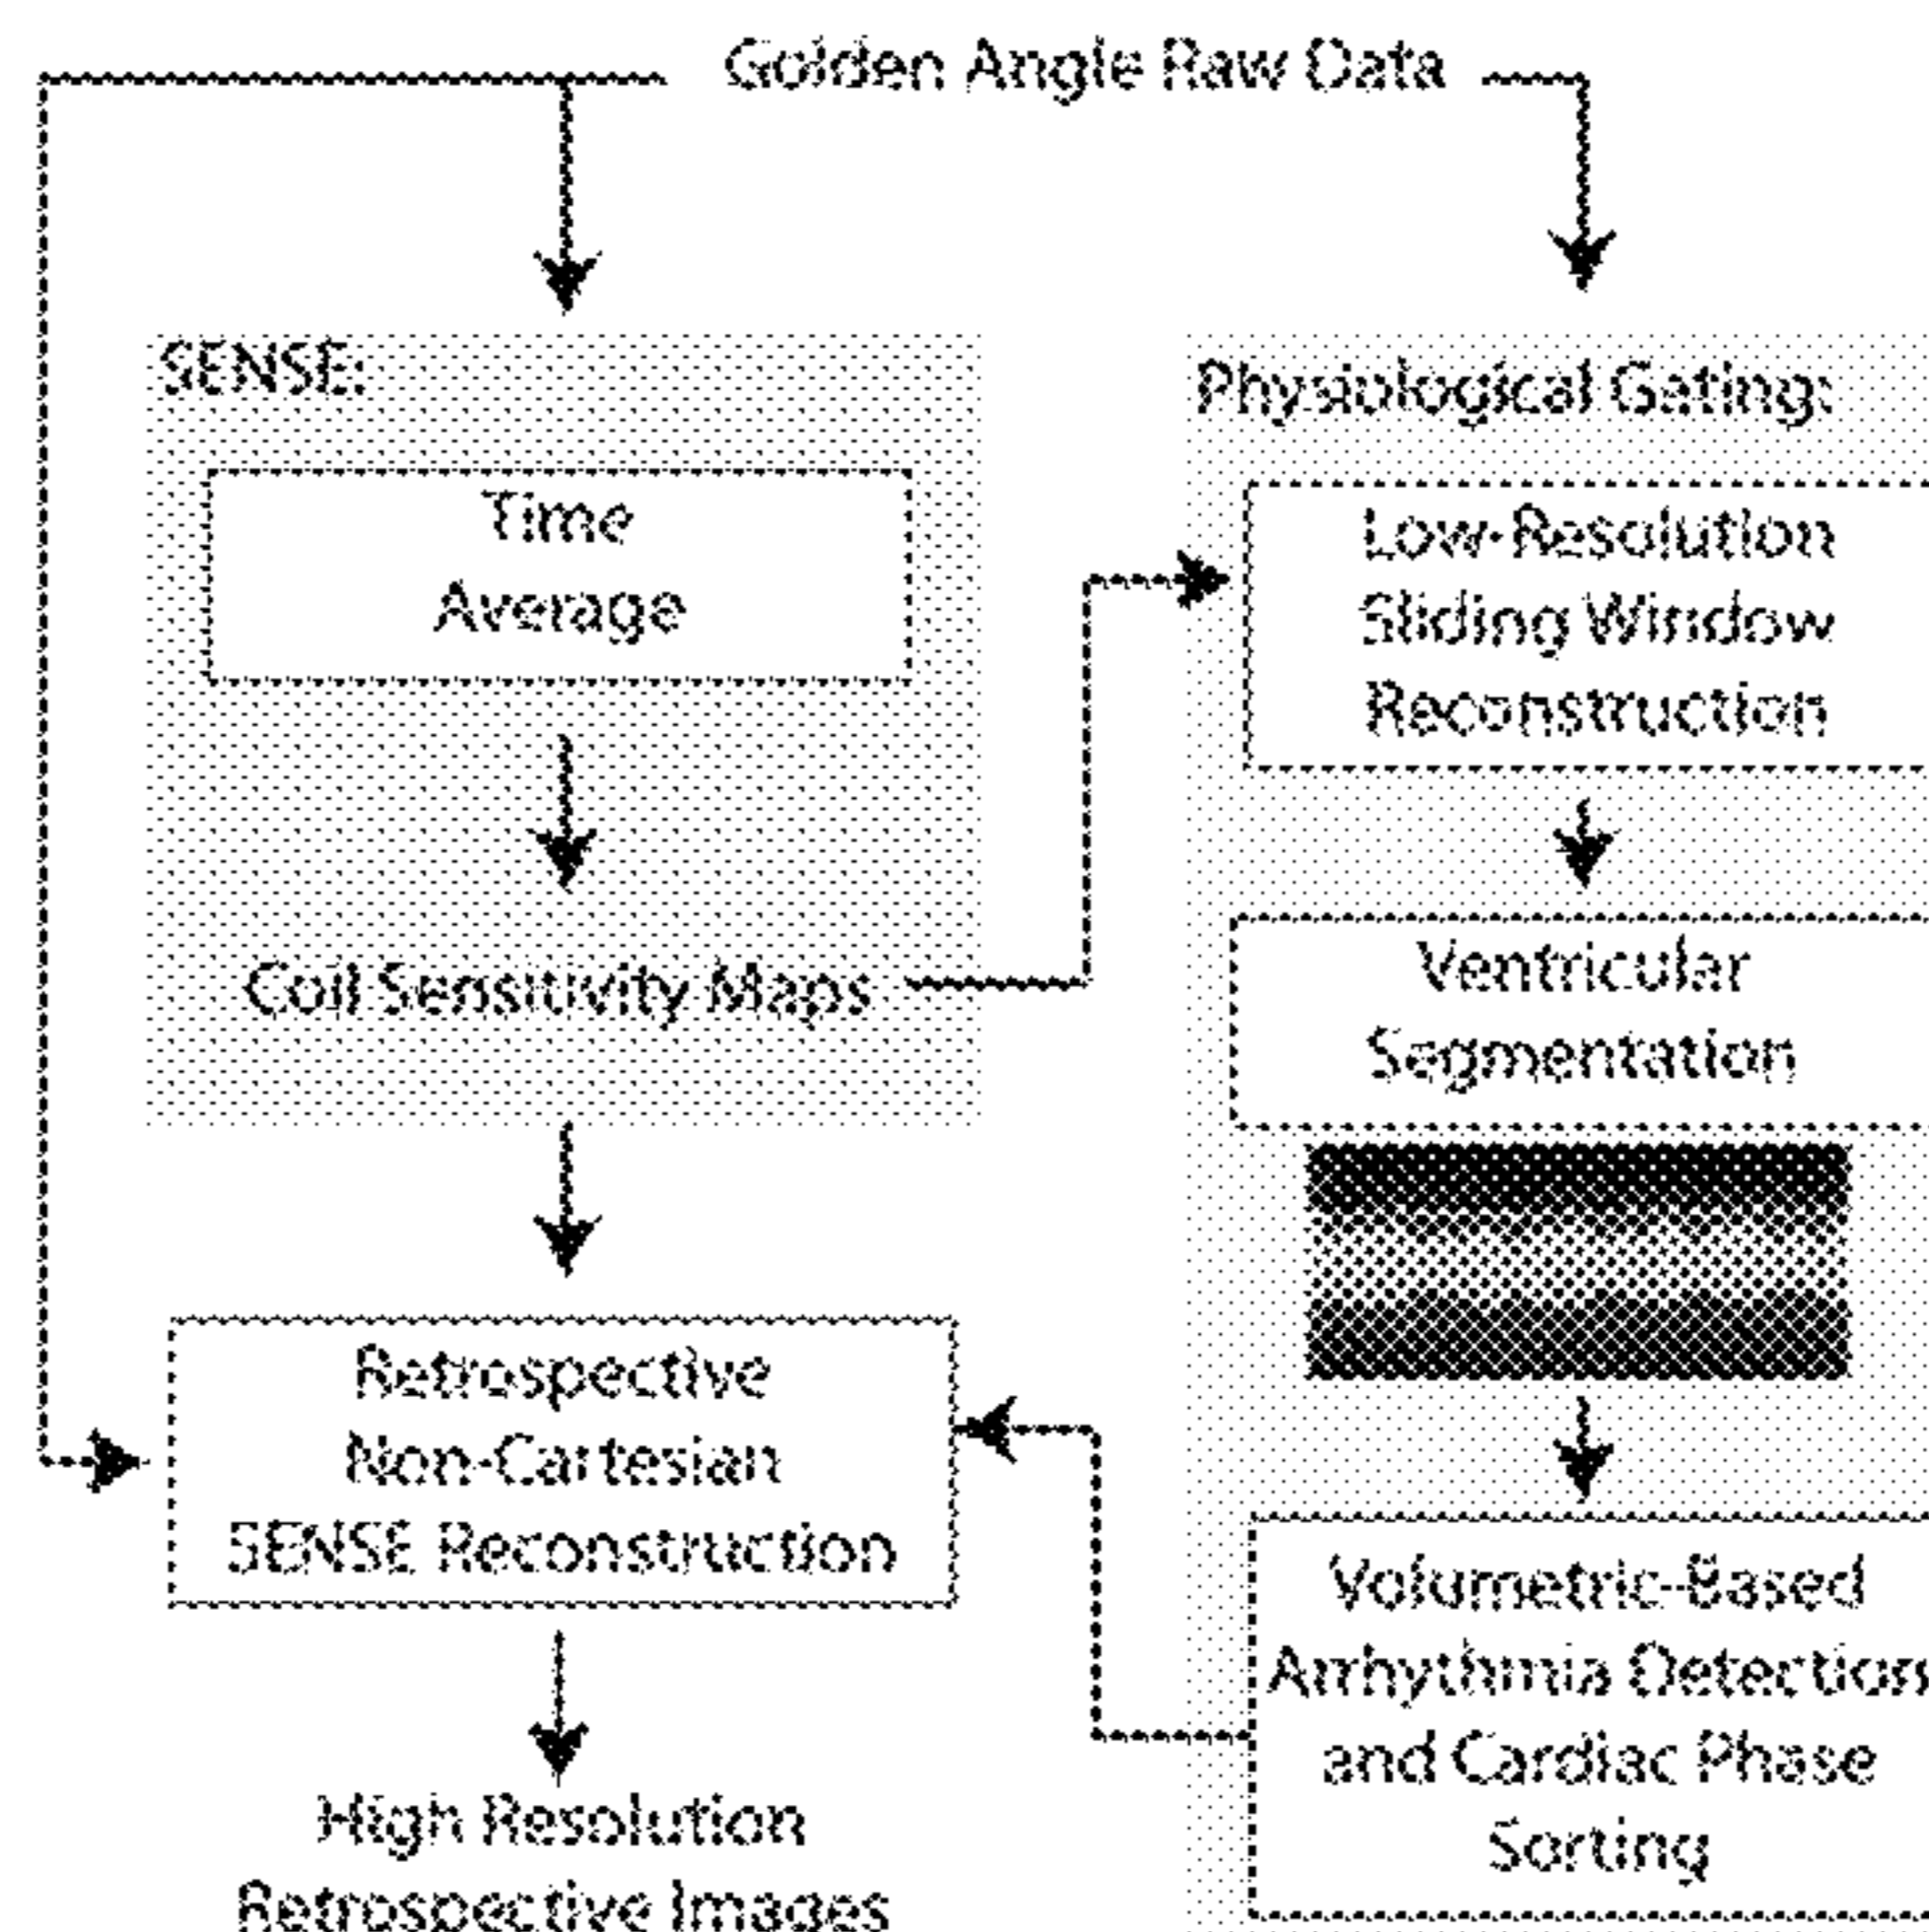 Golden Angle Raw Data
SENSE:
Time
Average
Coil Sensitivity Maps
Retrospective
Non-Cartesian
SENSE Reconstruction
High Resolution
Retrospective Images
Physiological Gating:
Low-Resolution
Sliding Window
Reconstruction
Ventricular
Segmentation
Volumetric-Based
Arrhythmia Detection
and Cardiac Phase
Sorting